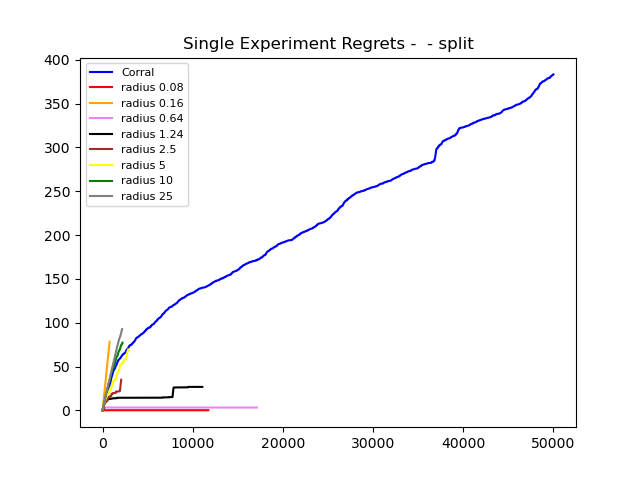 Single Experiment Regrets -  - split
400
350
300
250
200
150
100
50
0
Corral
radius 0.08
radius 0.16
radius 0.64
radius 1.24
radius 2.5
radius 5
radius 10
radius 25
0 10000 20000 30000 40000 50000